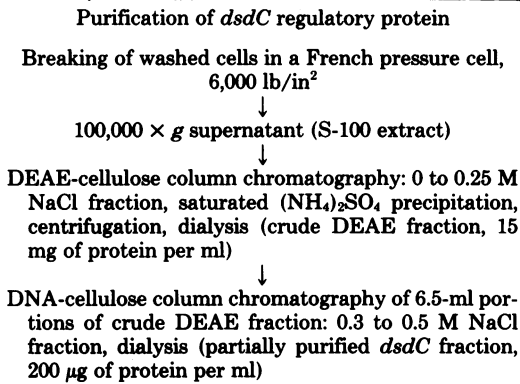 Purification of dsdC regulatory protein
Breaking of washed cells in a French pressure cell,
6,000 lb/in²
↓
100,000 × g supernatant (S-100 extract)
↓
DEAE-cellulose column chromatography: 0 to 0.25 M
NaCl fraction, saturated (NH₄)₂SO₄ precipitation,
centrifugation, dialysis (crude DEAE fraction, 15
mg of protein per ml)
↓
DNA-cellulose column chromatography of 6.5-ml por-
tions of crude DEAE fraction: 0.3 to 0.5 M NaCl
fraction, dialysis (partially purified dsdC fraction,
200 μg of protein per ml)